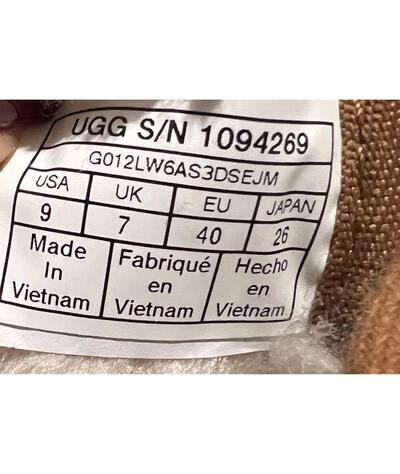 UGG S/N 1094269
G012LW6AS3DSEJM
USA UK EU JAPAN
9 7 40 26
Made Fabriqué Hecho
In en en
Vietnam Vietnam Vietnam